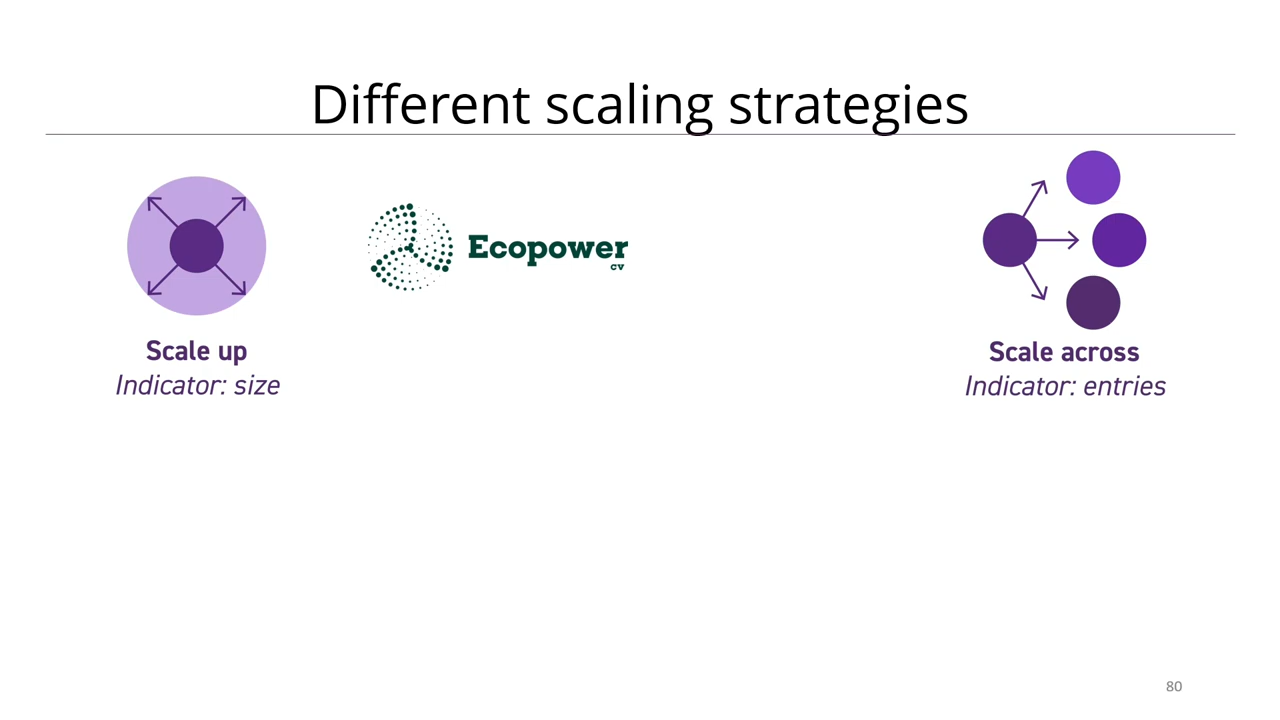 Different scaling strategies
Ecopower
cv
Scale up
Indicator: size
Scale across
Indicator: entries
80